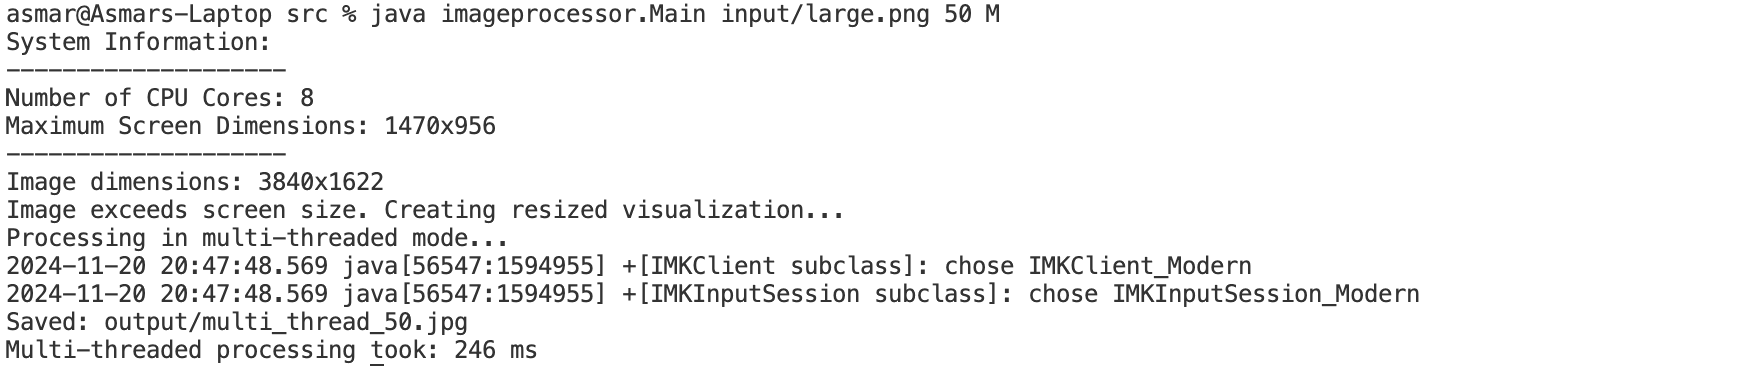 asmar@Asmars-Laptop src % java imageprocessor.Main input/large.png 50 M
System Information:
--------------------
Number of CPU Cores: 8
Maximum Screen Dimensions: 1470x956
--------------------
Image dimensions: 3840x1622
Image exceeds screen size. Creating resized visualization...
Processing in multi-threaded mode...
2024-11-20 20:47:48.569 java[56547:1594955] +[IMKClient subclass]: chose IMKClient_Modern
2024-11-20 20:47:48.569 java[56547:1594955] +[IMKInputSession subclass]: chose IMKInputSession_Modern
Saved: output/multi_thread_50.jpg
Multi-threaded processing took: 246 ms